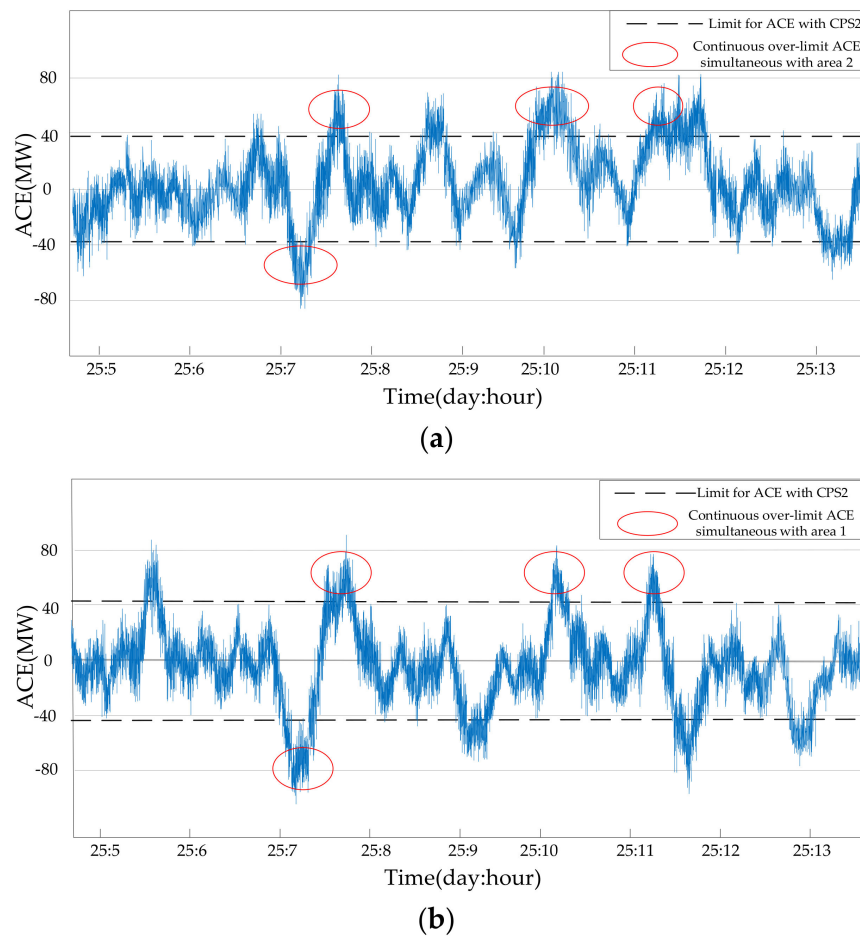 Limit for ACE with CPS2
Continuous over-limit ACE
simultaneous with area 2
80
40
0
-40
-80
ACE(MW)
25:5 25:6 25:7 25:8 25:9 25:10 25:11 25:12 25:13
Time(day:hour)
(a)
Limit for ACE with CPS2
Continuous over-limit ACE
simultaneous with area 1
80
40
0
-40
-80
ACE(MW)
25:5 25:6 25:7 25:8 25:9 25:10 25:11 25:12 25:13
Time(day:hour)
(b)